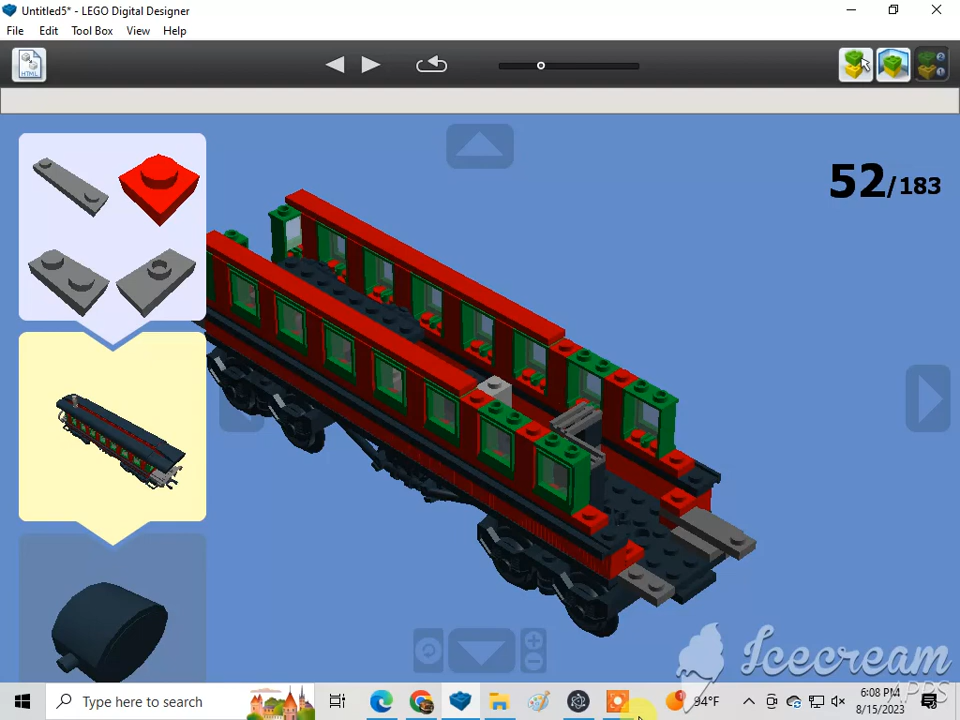 Untitled5* - LEGO Digital Designer
File Edit Tool Box View Help
HTML
52/183
Icecream
APPS
Type here to search
94°F
6:08 PM
8/15/2023